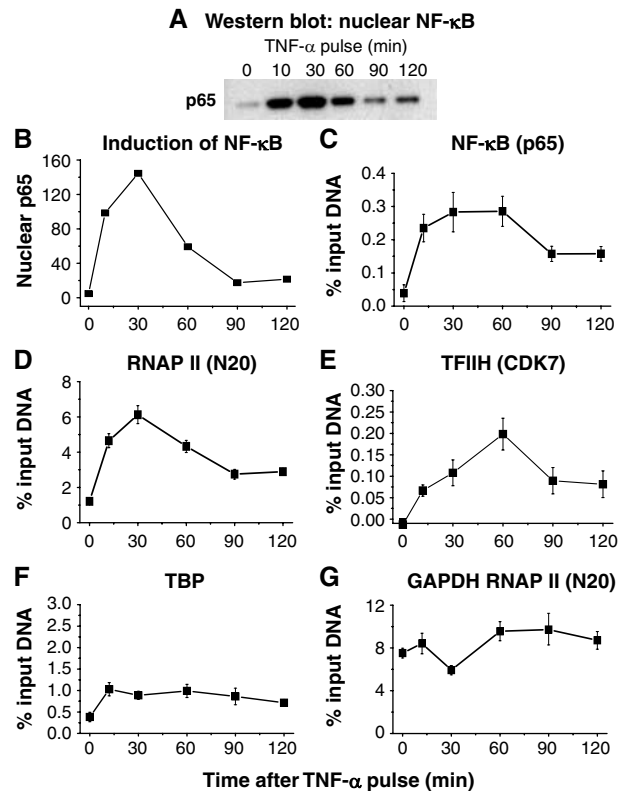 A Western blot: nuclear NF-κB
TNF-α pulse (min)
0 10 30 60 90 120
p65
B Induction of NF-κB
Nuclear p65
160
120
80
40
0
0 30 60 90 120
C NF-κB (p65)
% input DNA
0.4
0.3
0.2
0.1
0.0
0 30 60 90 120
D RNAP II (N20)
% input DNA
8
6
4
2
0
0 30 60 90 120
E TFIIH (CDK7)
% input DNA
0.30
0.25
0.20
0.15
0.10
0.05
0.00
0 30 60 90 120
F TBP
% input DNA
3.0
2.5
2.0
1.5
1.0
0.5
0.0
0 30 60 90 120
G GAPDH RNAP II (N20)
% input DNA
12
8
4
0
0 30 60 90 120
Time after TNF-α pulse (min)